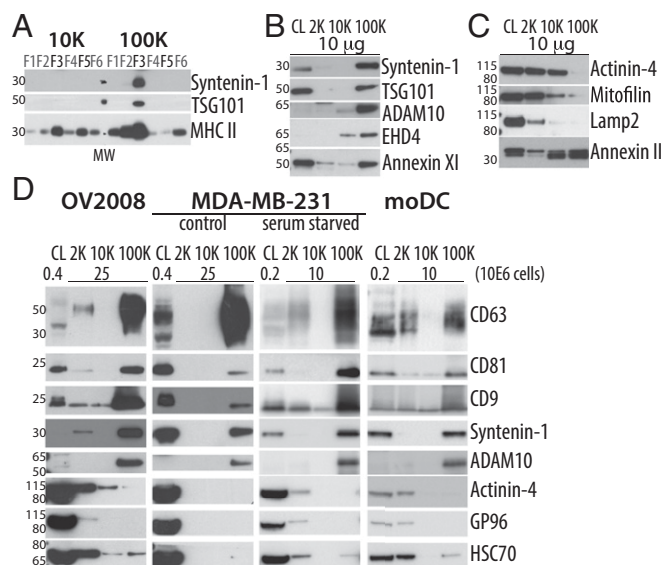 A
10K 100K
F1F2F3F4F5F6F1F2F3F4F5F6
30 Syntenin-1
50 TSG101
30 MHC II
MW
B
CL 2K 10K 100K
10 µg
30 Syntenin-1
50 TSG101
65 ADAM10
65 EHD4
50 Annexin XI
C
CL 2K 10K 100K
10 µg
115 Actinin-4
80
115 Mitofilin
80
115 Lamp2
80
30 Annexin II
D
OV2008 MDA-MB-231 moDC
control serum starved
CL 2K 10K 100K CL 2K 10K 100K CL 2K 10K 100K CL 2K 10K 100K
0.4 25 0.4 25 0.2 10 0.2 10 (10E6 cells)
50 CD63
30
25 CD81
25 CD9
30 Syntenin-1
65 ADAM10
50
115 Actinin-4
80
115 GP96
80
80 HSC70
65